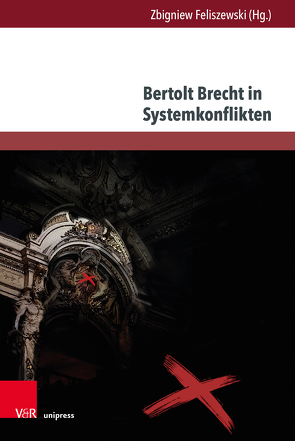 Zbigniew Feliszewski (Hg.)
Bertolt Brecht in
Systemkonflikten
V&R unipress